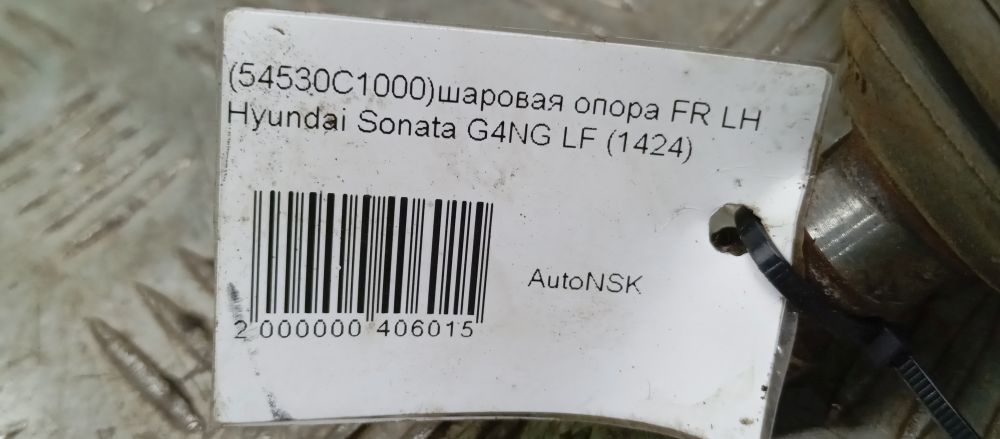 (54530C1000)шаровая опора FR LH
Hyundai Sonata G4NG LF (1424)
AutoNSK
2 000000 406015